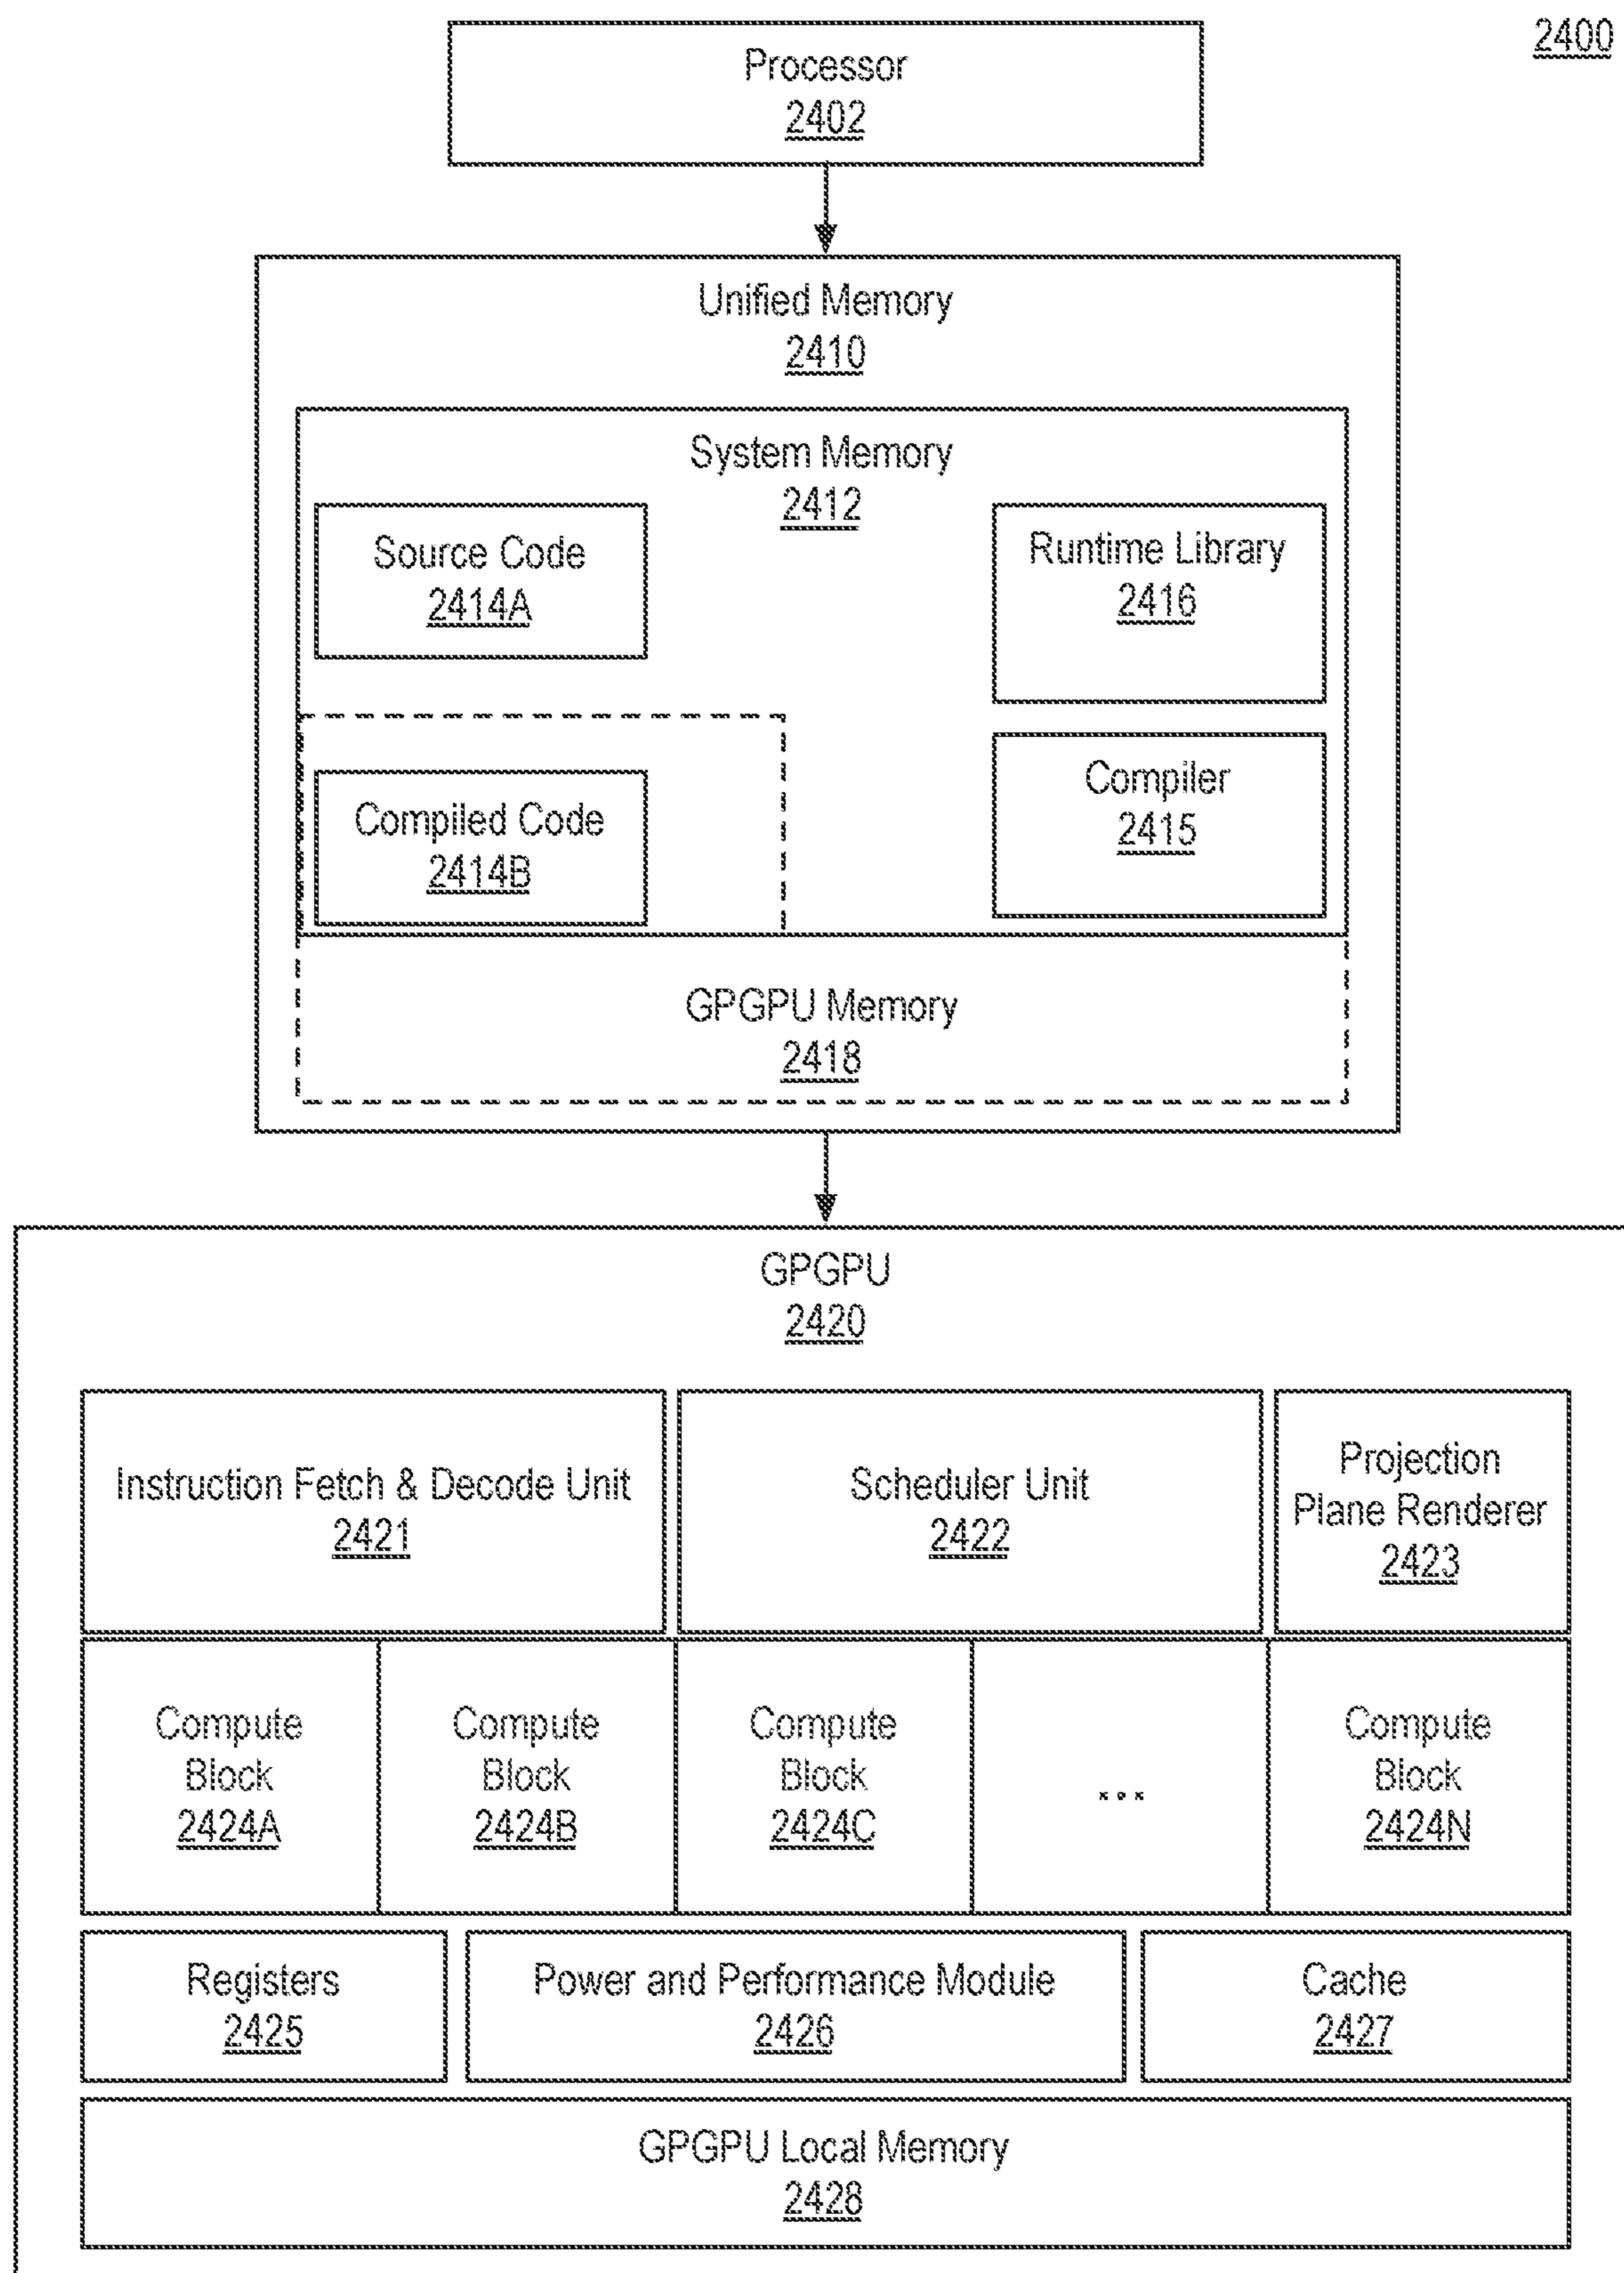 2400
Processor
2402
Unified Memory
2410
System Memory
2412
Source Code
2414A
Runtime Library
2416
Compiled Code
2414B
Compiler
2415
GPGPU Memory
2418
GPGPU
2420
Instruction Fetch & Decode Unit
2421
Scheduler Unit
2422
Projection
Plane Renderer
2423
Compute
Block
2424A
Compute
Block
2424B
Compute
Block
2424C
...
Compute
Block
2424N
Registers
2425
Power and Performance Module
2426
Cache
2427
GPGPU Local Memory
2428